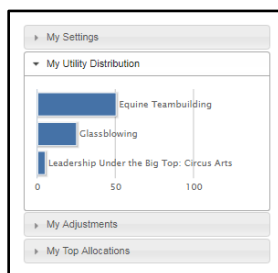 My Settings
My Utility Distribution
Equine Teambuilding
Glassblowing
Leadership Under the Big Top: Circus Arts
0 50 100
My Adjustments
My Top Allocations